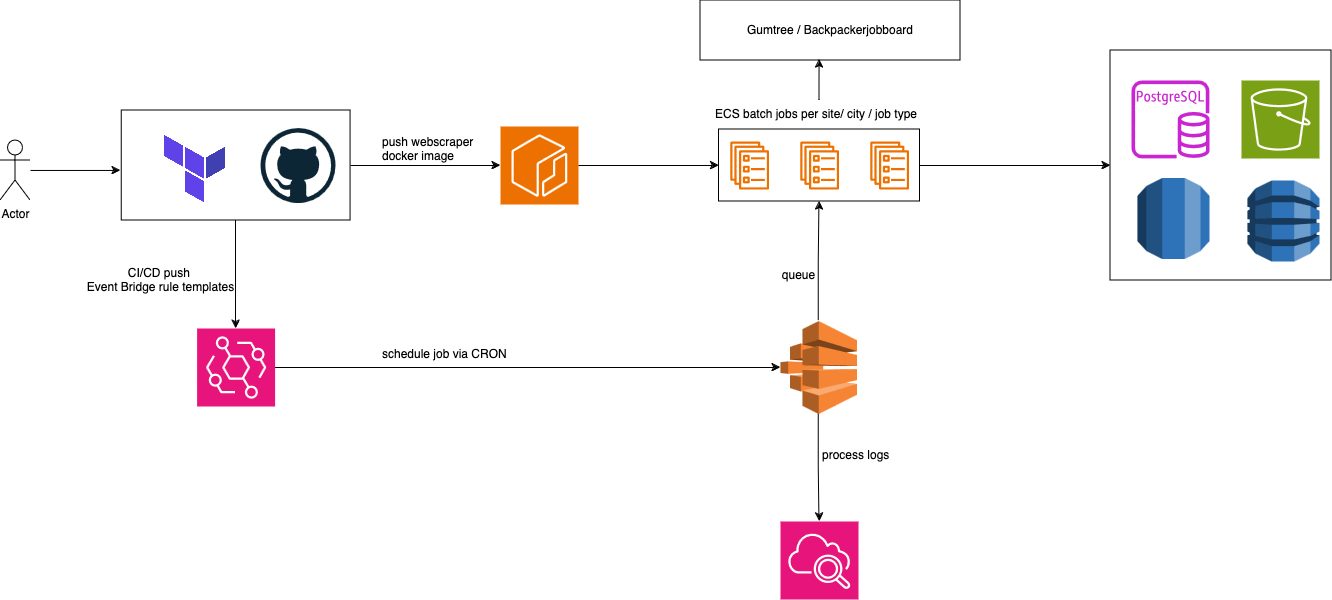 Gumtree / Backpackerjobboard
ECS batch jobs per site/ city / job type
PostgreSQL
push webscraper
docker image
Actor
CI/CD push
Event Bridge rule templates
queue
schedule job via CRON
process logs